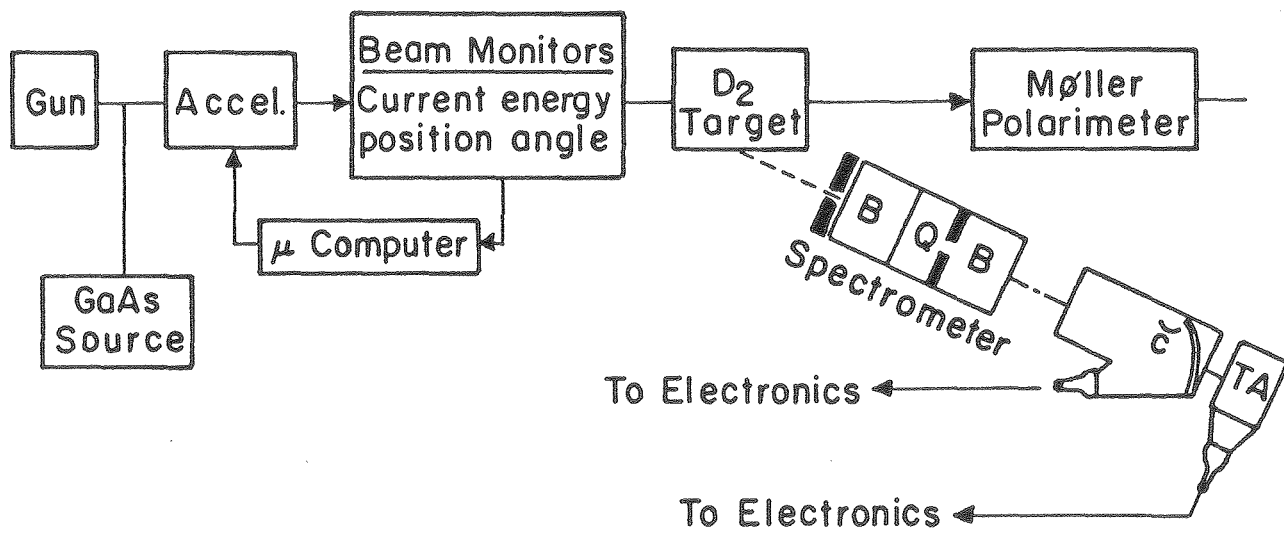 Gun
Accel.
Beam Monitors
Current energy
position angle
D2
Target
Møller
Polarimeter
μ Computer
GaAs
Source
B
Q
B
Spectrometer
č
TA
To Electronics
To Electronics